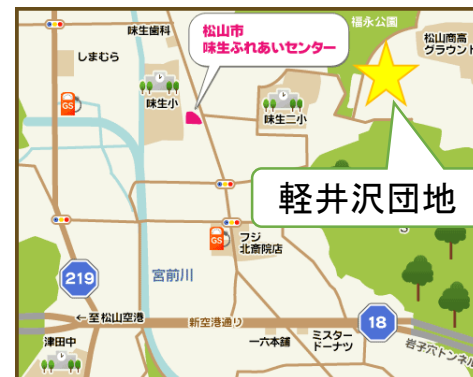 福永公園
味生歯科
松山市
味生ふれあいセンター
松山商高
グラウンド
しまむら
GS
味生小
味生二小
軽井沢団地
GS
フジ
北斎院店
219
宮前川
←至松山空港
新空港通り
18
津田中
一六本舗
ミスター
ドーナツ
岩子穴トンネル